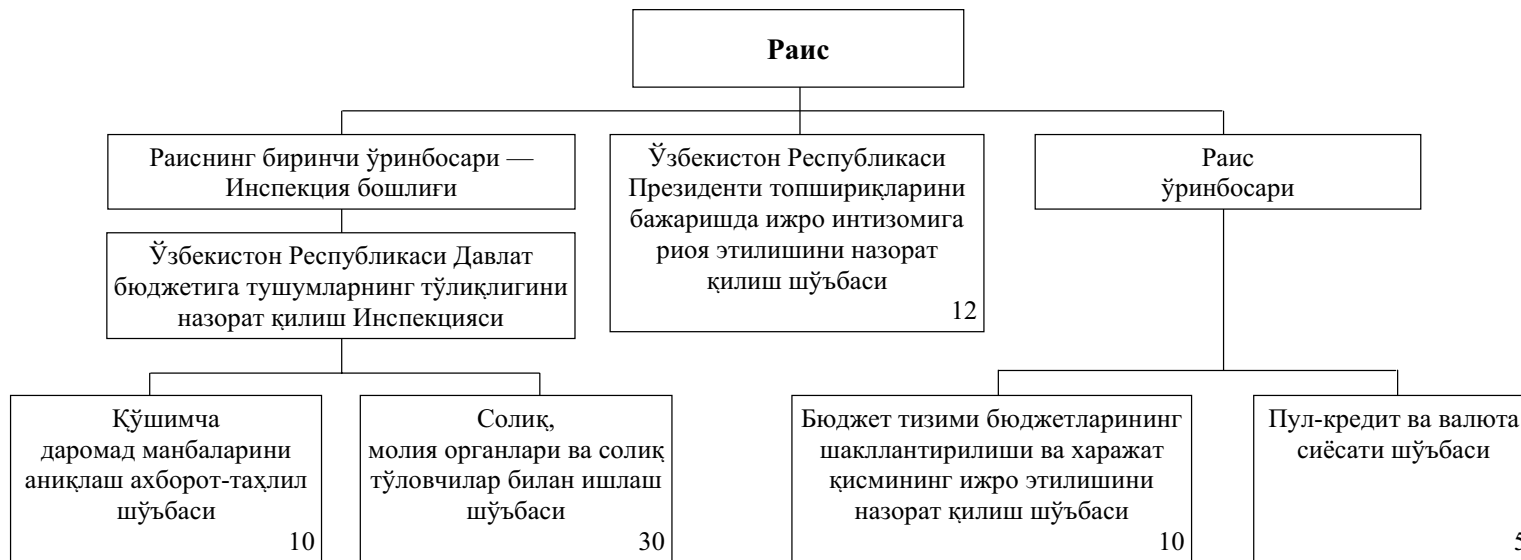 Раис
Раиснинг биринчи ўринбосари —
Инспекция бошлиғи
Ўзбекистон Республикаси
Президенти топшириқларини
бажаришда ижро интизомига
риоя этилишини назорат
қилиш шўъбаси
12
Раис
ўринбосари
Ўзбекистон Республикаси Давлат
бюджетига тушумларнинг тўлиқлигини
назорат қилиш Инспекцияси
Қўшимча
даромад манбаларини
аниқлаш ахборот-таҳлил
шўъбаси
10
Солиқ,
молия органлари ва солиқ
тўловчилар билан ишлаш
шўъбаси
30
Бюджет тизими бюджетларининг
шакллантирилиши ва харажат
қисмининг ижро этилишини
назорат қилиш шўъбаси
10
Пул-кредит ва валюта
сиёсати шўъбаси
5